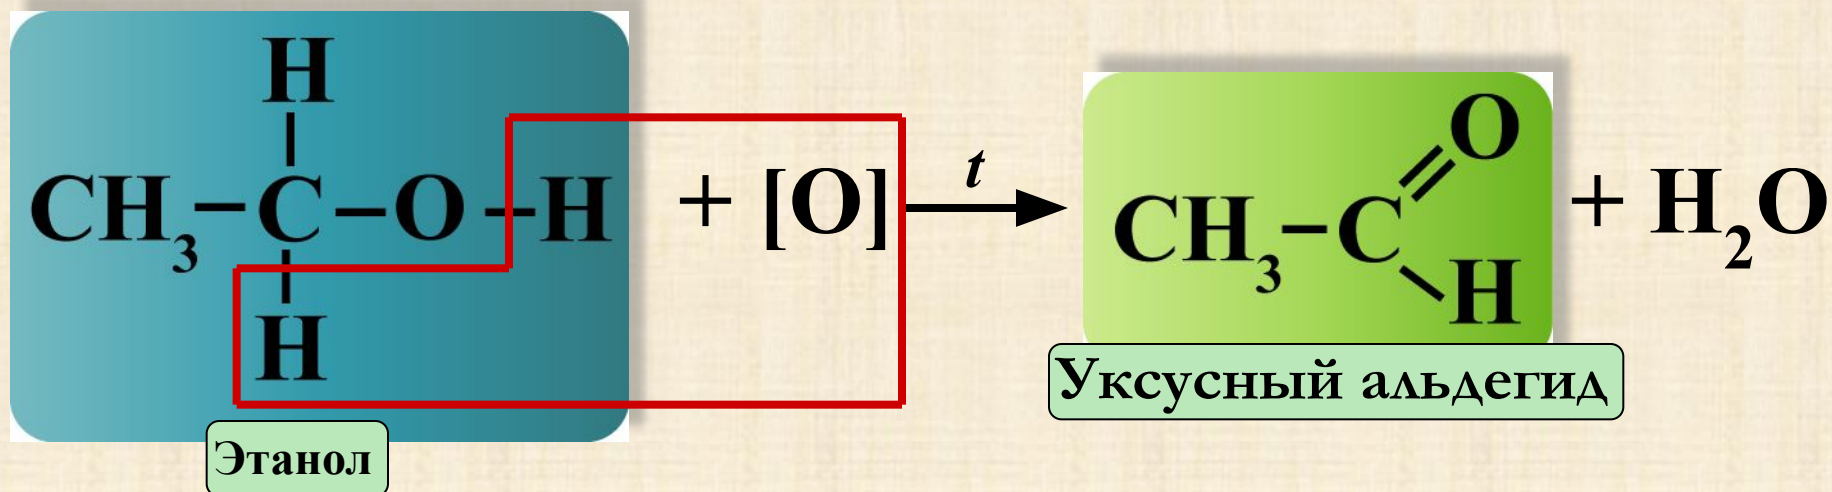 H
CH₃–C–O–H + [O] t CH₃–C=O + H₂O
H H
Уксусный альдегид
Этанол